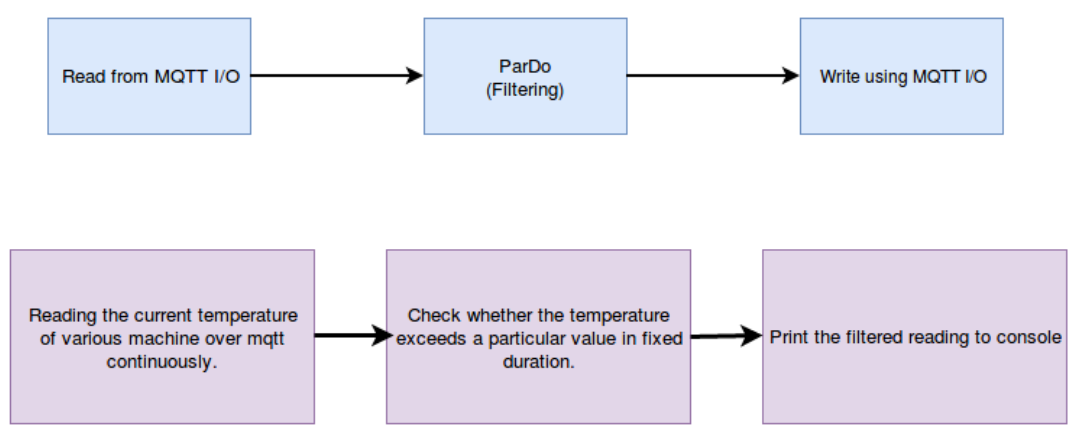 Read from MQTT I/O
ParDo
(Filtering)
Write using MQTT I/O
Reading the current temperature
of various machine over mqtt
continuously.
Check whether the temperature
exceeds a particular value in fixed
duration.
Print the filtered reading to console